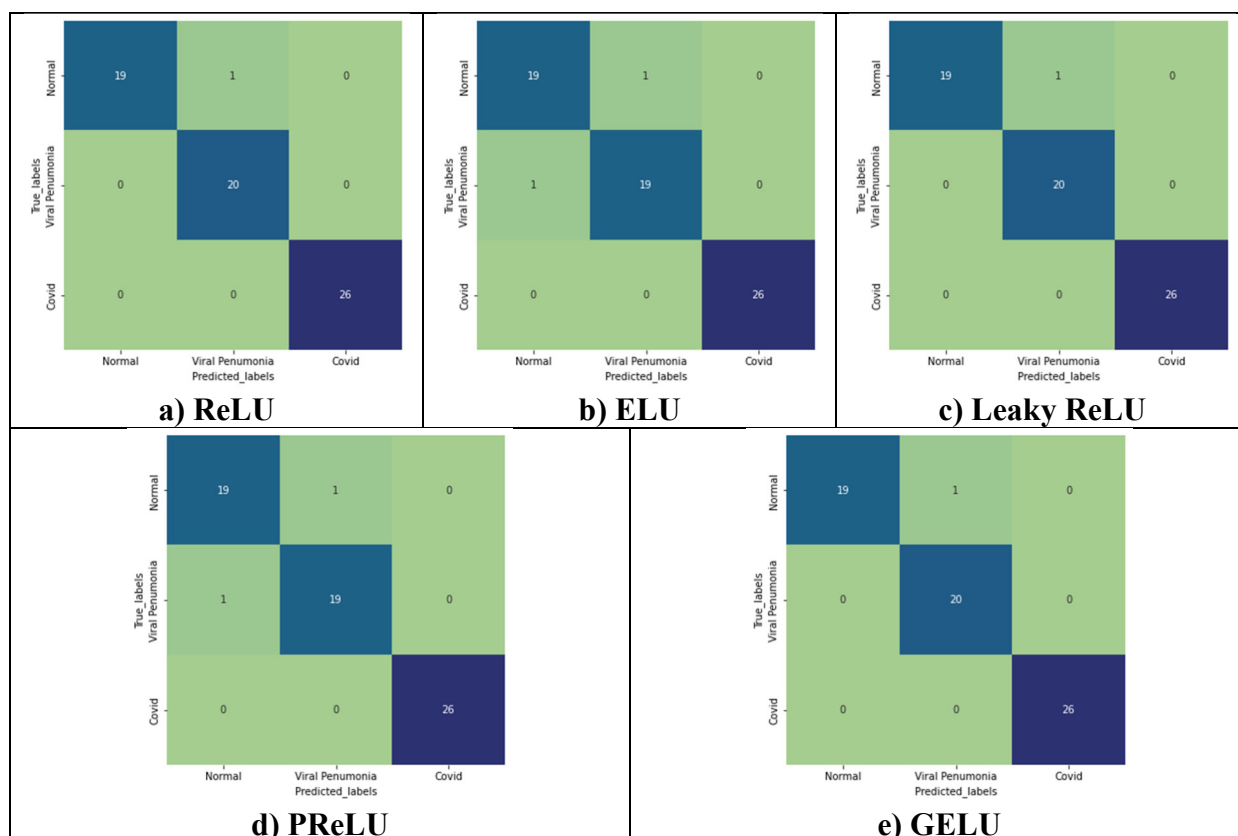 Normal 19 1 0
True_labels
Viral Penumonia 0 20 0
Covid 0 0 26
Normal Viral Penumonia Covid
Predicted_labels
a) ReLU
Normal 19 1 0
True_labels
Viral Penumonia 1 19 0
Covid 0 0 26
Normal Viral Penumonia Covid
Predicted_labels
b) ELU
Normal 19 1 0
True_labels
Viral Penumonia 0 20 0
Covid 0 0 26
Normal Viral Penumonia Covid
Predicted_labels
c) Leaky ReLU
Normal 19 1 0
True_labels
Viral Penumonia 1 19 0
Covid 0 0 26
Normal Viral Penumonia Covid
Predicted_labels
d) PReLU
Normal 19 1 0
True_labels
Viral Penumonia 0 20 0
Covid 0 0 26
Normal Viral Penumonia Covid
Predicted_labels
e) GELU